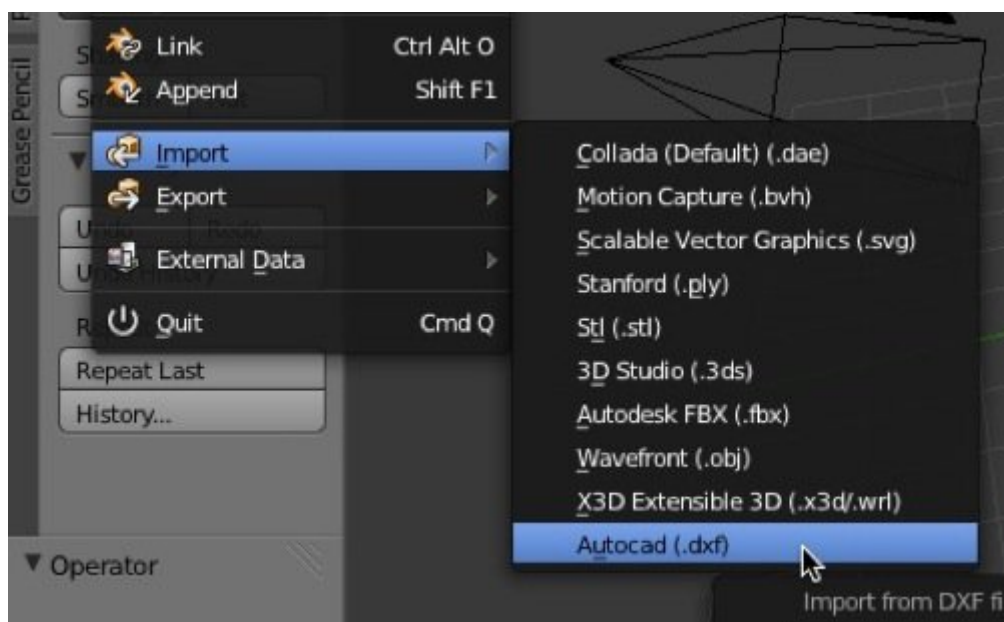 Link Ctrl Alt O
Append Shift F1
Import
Export
External Data
Quit Cmd Q
Collada (Default) (.dae)
Motion Capture (.bvh)
Scalable Vector Graphics (.svg)
Stanford (.ply)
Stl (.stl)
3D Studio (.3ds)
Autodesk FBX (.fbx)
Wavefront (.obj)
X3D Extensible 3D (.x3d/.wrl)
Autocad (.dxf)
Import from DXF fi
Grease Pencil
Undo Redo
Repeat Last
History...
Operator